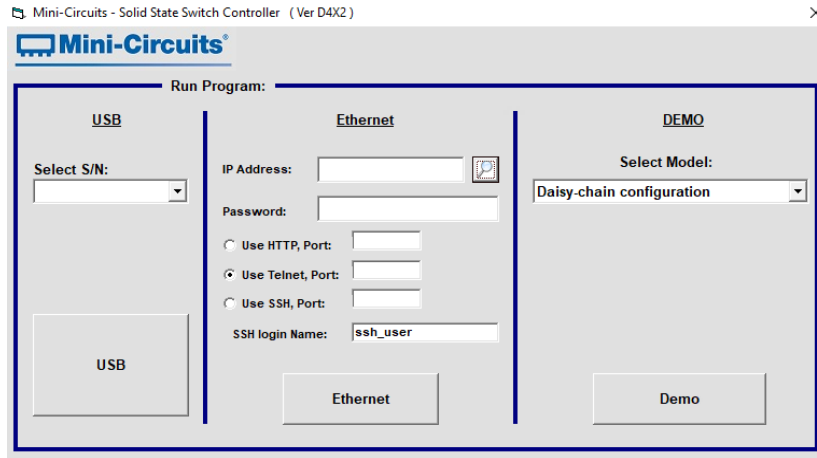 Mini-Circuits - Solid State Switch Controller ( Ver D4X2 )
Mini-Circuits®
Run Program:
USB
Select S/N:
USB
Ethernet
IP Address:
Password:
Use HTTP, Port:
Use Telnet, Port:
Use SSH, Port:
SSH login Name: ssh_user
Ethernet
DEMO
Select Model:
Daisy-chain configuration
Demo